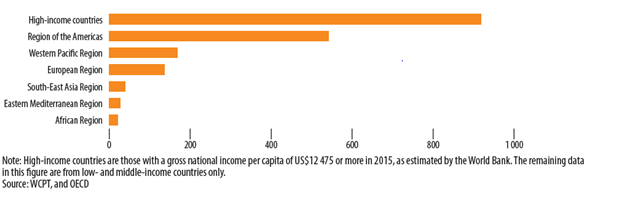 High-income countries
Region of the Americas
Western Pacific Region
European Region
South-East Asia Region
Eastern Mediterranean Region
African Region
0 200 400 600 800 1 000
Note: High-income countries are those with a gross national income per capita of US$12 475 or more in 2015, as estimated by the World Bank. The remaining data
in this figure are from low- and middle-income countries only.
Source: WCPT, and OECD